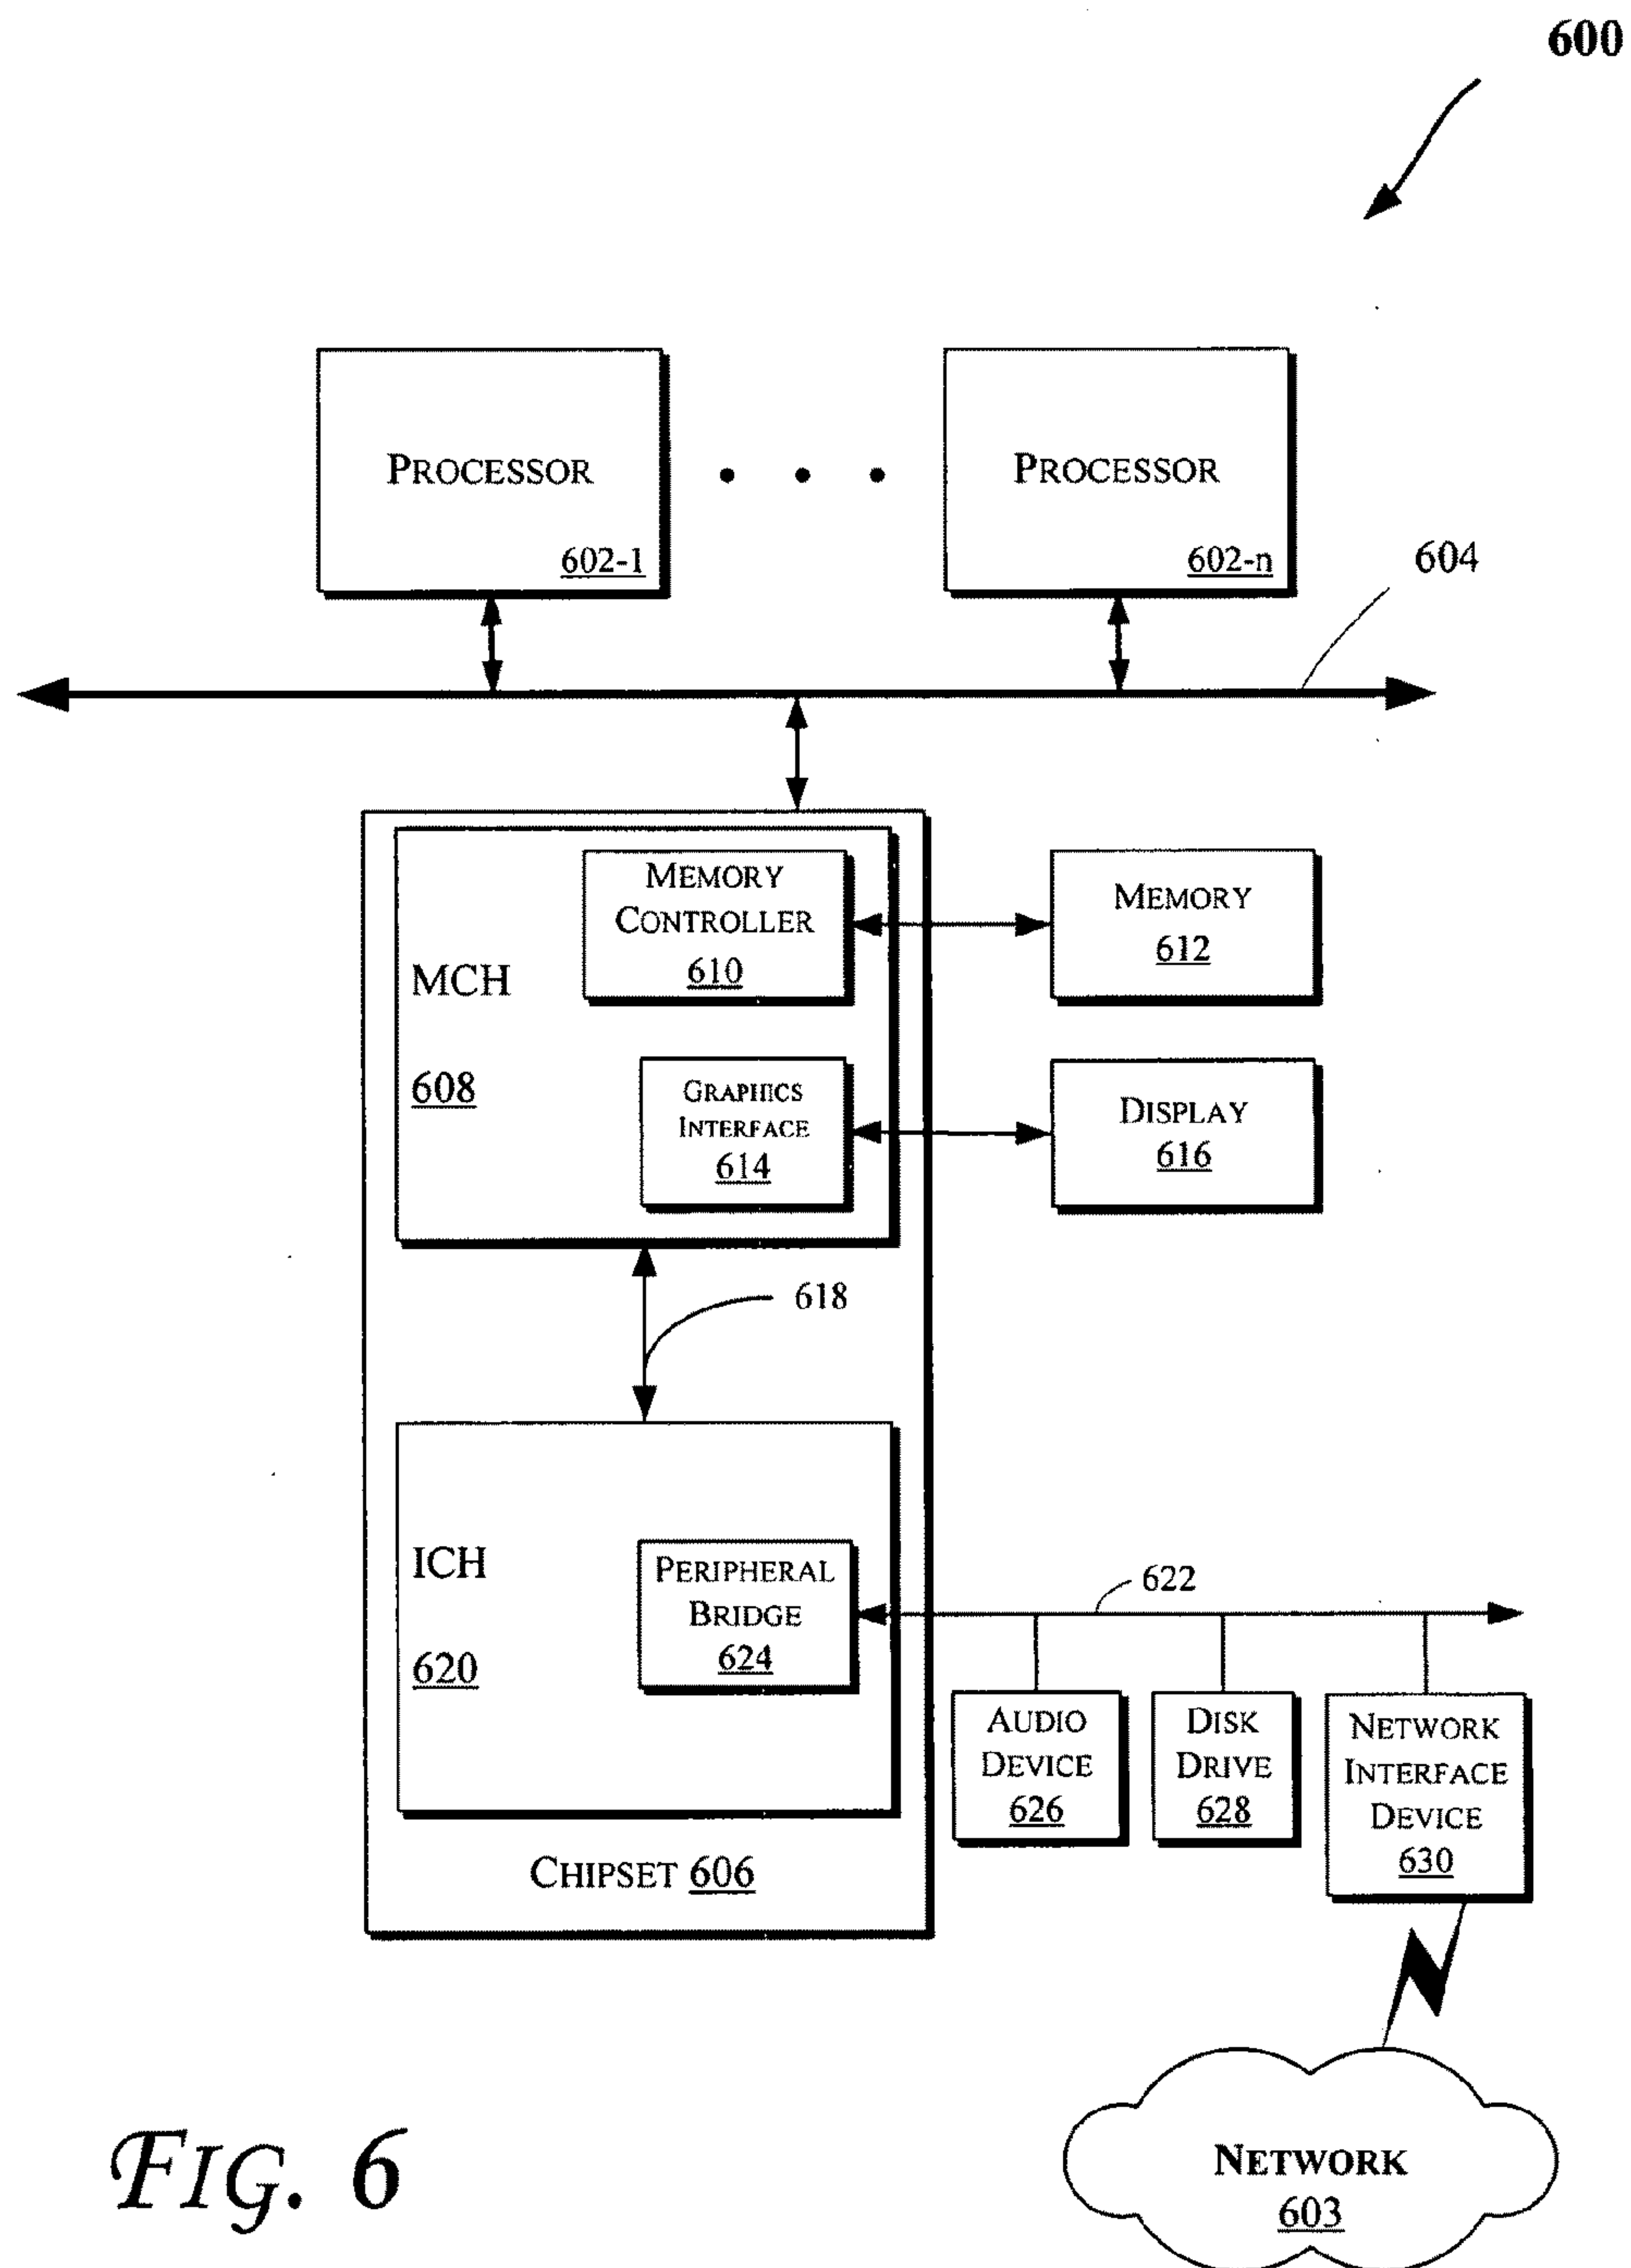 600
PROCESSOR
602-1
PROCESSOR
602-n
604
MEMORY
CONTROLLER
610
MEMORY
612
MCH
608
GRAPHICS
INTERFACE
614
DISPLAY
616
618
ICH
620
PERIPHERAL
BRIDGE
624
622
AUDIO
DEVICE
626
DISK
DRIVE
628
NETWORK
INTERFACE
DEVICE
630
CHIPSET 606
NETWORK
603
FIG. 6